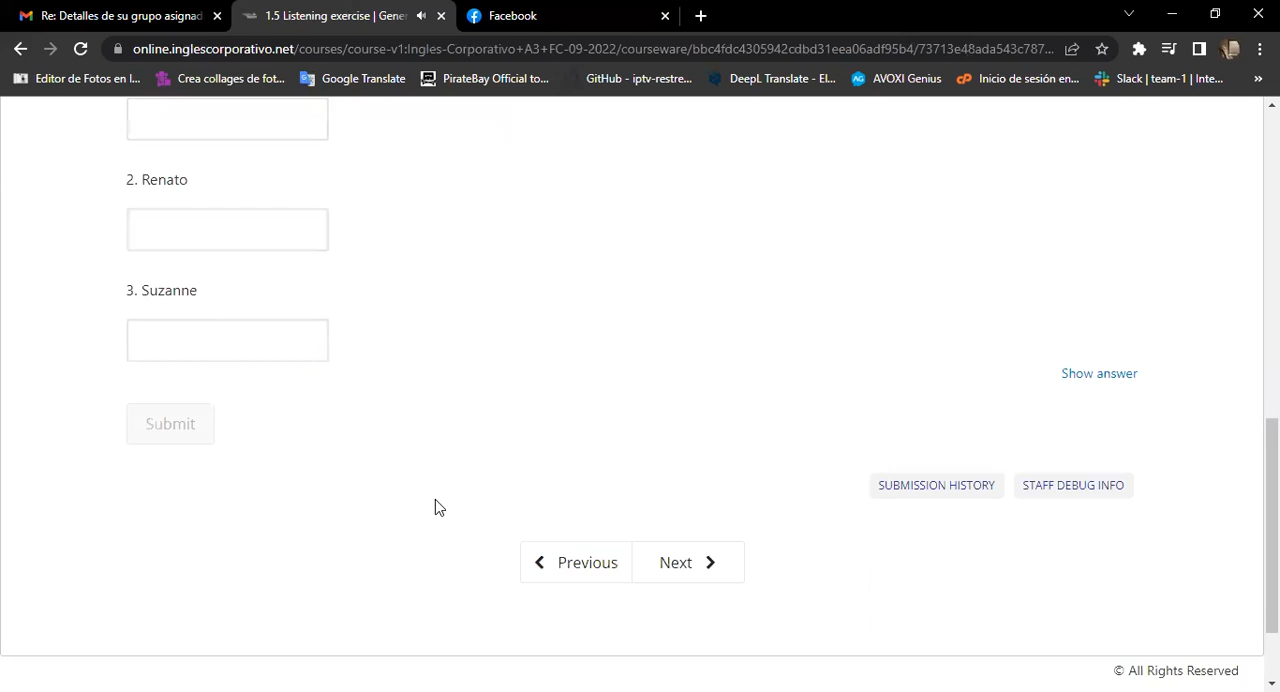 Re: Detalles de su grupo asignad
1.5 Listening exercise | Gene
Facebook
online.inglescorporativo.net/courses/course-v1:Ingles-Corporativo+A3+FC-09-2022/courseware/bbc4fdc4305942cdbd31eea06adf95b4/73713e48ada543c787...
Editor de Fotos en l...
Crea collages de fot...
Google Translate
PirateBay Official to...
GitHub - iptv-restre...
DeepL Translate - El...
AVOXI Genius
Inicio de sesión en...
Slack | team-1 | Inte...
»
2. Renato
3. Suzanne
Show answer
Submit
SUBMISSION HISTORY
STAFF DEBUG INFO
Previous
Next
© All Rights Reserved